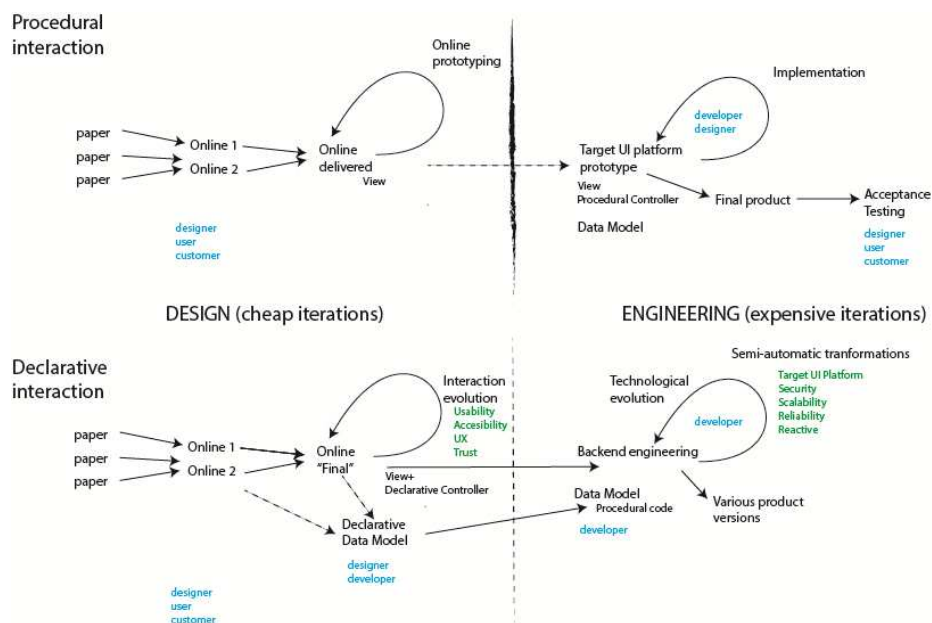 Procedural
interaction
Online
prototyping
Implementation
developer
designer
paper
paper
paper
Online 1
Online 2
Online
delivered
View
Target UI platform
prototype
View
Procedural Controller
Data Model
Final product
Acceptance
Testing
designer
user
customer
designer
user
customer
DESIGN (cheap iterations)
ENGINEERING (expensive iterations)
Declarative
interaction
Interaction
evolution
Usability
Accesibility
UX
Trust
Technological
evolution
developer
Semi-automatic tranformations
Target UI Platform
Security
Scalability
Reliability
Reactive
paper
paper
paper
Online 1
Online 2
Online
"Final"
View+
Declarative Controller
Backend engineering
Data Model
Procedural code
developer
Various product
versions
Declarative
Data Model
designer
developer
designer
user
customer